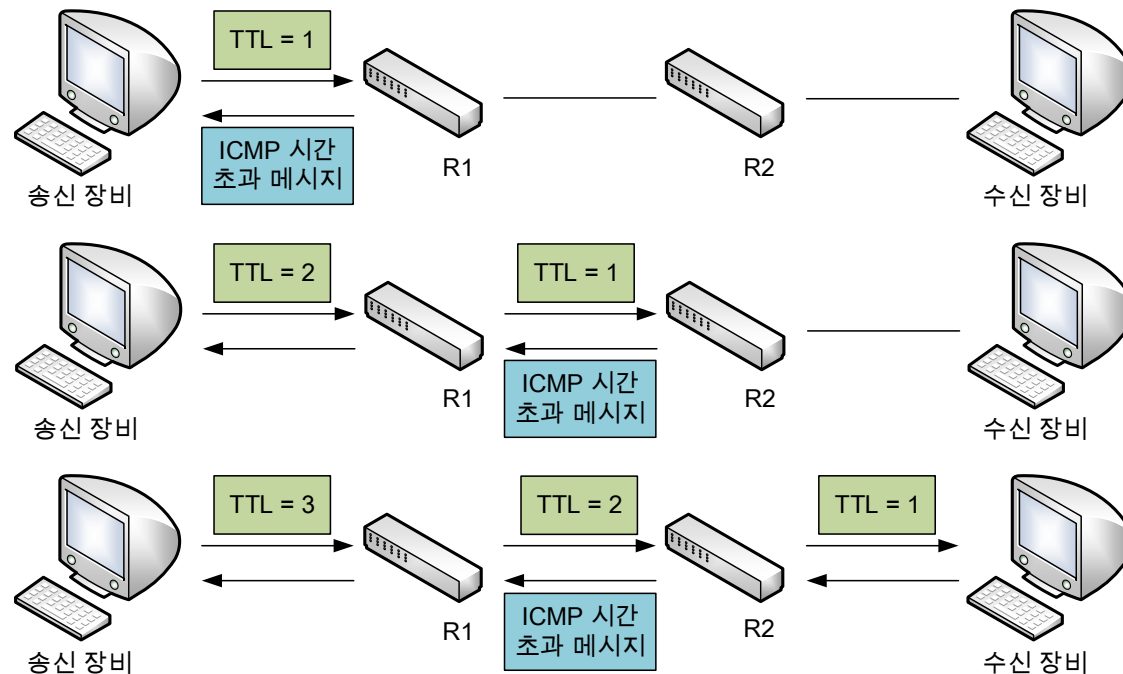 TTL = 1
ICMP 시간
초과 메시지
R1
R2
송신 장비
수신 장비
TTL = 2
TTL = 1
ICMP 시간
초과 메시지
R1
R2
송신 장비
수신 장비
TTL = 3
TTL = 2
TTL = 1
ICMP 시간
초과 메시지
R1
R2
송신 장비
수신 장비